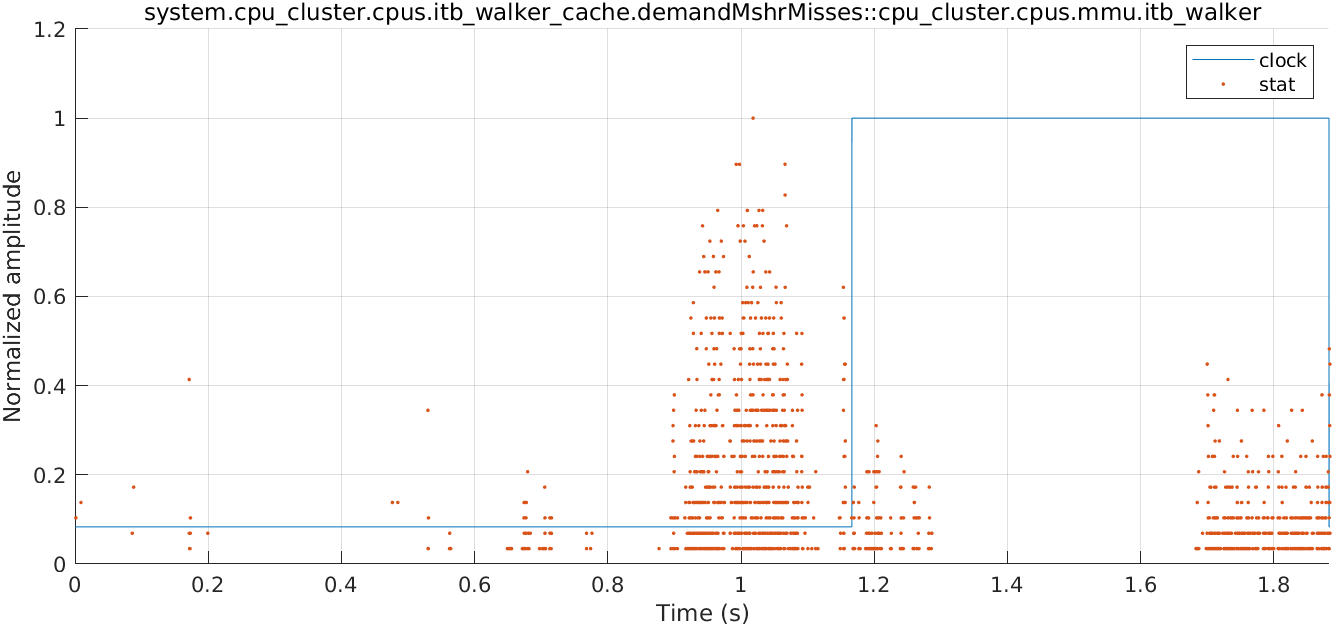 system.cpu_cluster.cpus.itb_walker_cache.demandMshrMisses::cpu_cluster.cpus.mmu.itb_walker
1.2
1
0.8
0.6
0.4
0.2
0
Normalized amplitude
clock
stat
0 0.2 0.4 0.6 0.8 1 1.2 1.4 1.6 1.8
Time (s)